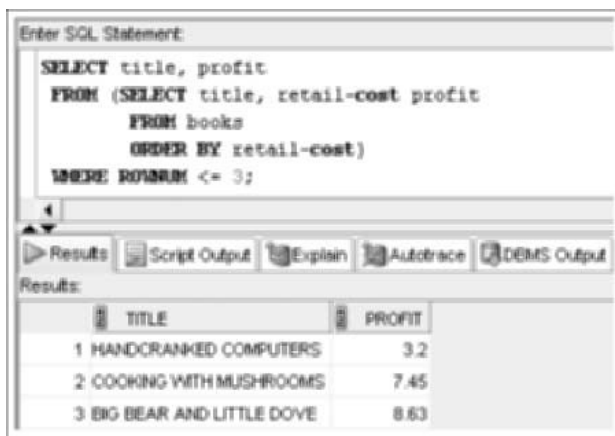 Enter SQL Statement:
SELECT title, profit
FROM (SELECT title, retail-cost profit
FROM books
ORDER BY retail-cost)
WHERE ROWNUM <= 3;
Results Script Output Explain Autotrace DBMS Output
Results:
TITLE PROFIT
1 HANDCRANKED COMPUTERS 3.2
2 COOKING WITH MUSHROOMS 7.45
3 BIG BEAR AND LITTLE DOVE 8.63